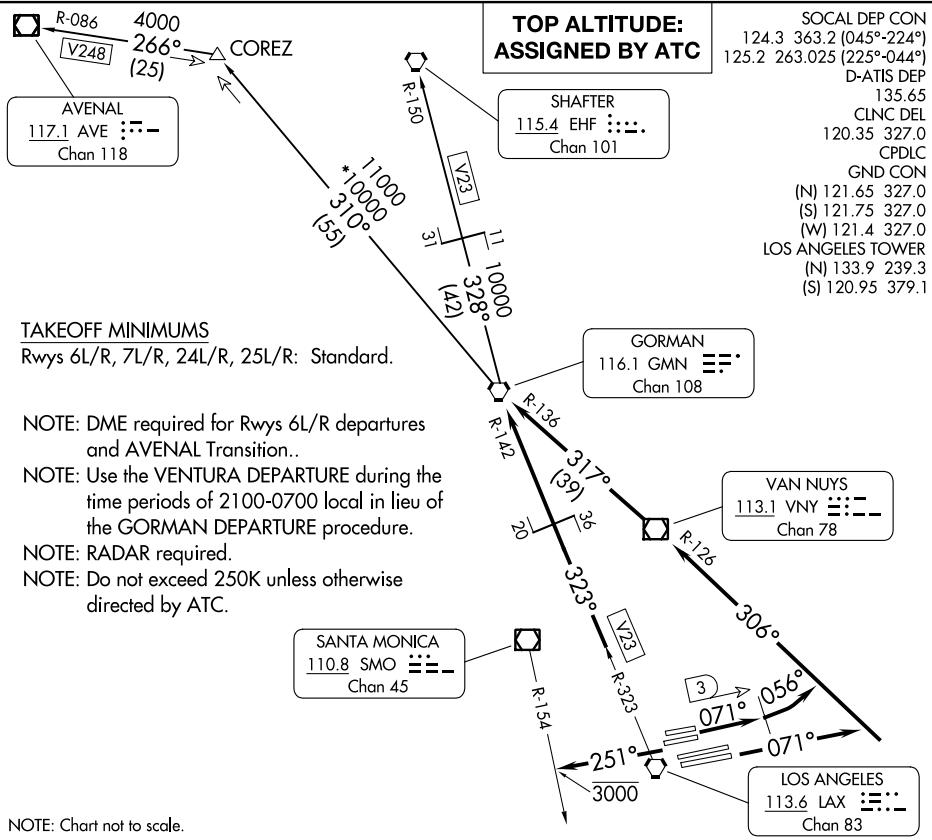 TOP ALTITUDE:
ASSIGNED BY ATC
SOCAL DEP CON
124.3 363.2 (045°-224°)
125.2 263.025 (225°-044°)
D-ATIS DEP
135.65
CLNC DEL
120.35 327.0
CPDLC
GND CON
(N) 121.65 327.0
(S) 121.75 327.0
(W) 121.4 327.0
LOS ANGELES TOWER
(N) 133.9 239.3
(S) 120.95 379.1
R-086
4000
V248
266°
(25)
COREZ
AVENAL
117.1 AVE
Chan 118
R-150
SHAFTER
115.4 EHF
Chan 101
V23
11000
*10000
310°
(55)
31
11
10000
328°
(42)
TAKEOFF MINIMUMS
Rwys 6L/R, 7L/R, 24L/R, 25L/R: Standard.
GORMAN
116.1 GMN
Chan 108
NOTE: DME required for Rwys 6L/R departures
and AVENAL Transition..
NOTE: Use the VENTURA DEPARTURE during the
time periods of 2100-0700 local in lieu of
the GORMAN DEPARTURE procedure.
NOTE: RADAR required.
NOTE: Do not exceed 250K unless otherwise
directed by ATC.
R-136
R-142
317°
(39)
VAN NUYS
113.1 VNY
Chan 78
20
36
R-126
323°
306°
V23
SANTA MONICA
110.8 SMO
Chan 45
R-154
R-323
3
056°
071°
071°
251°
3000
LOS ANGELES
113.6 LAX
Chan 83
NOTE: Chart not to scale.